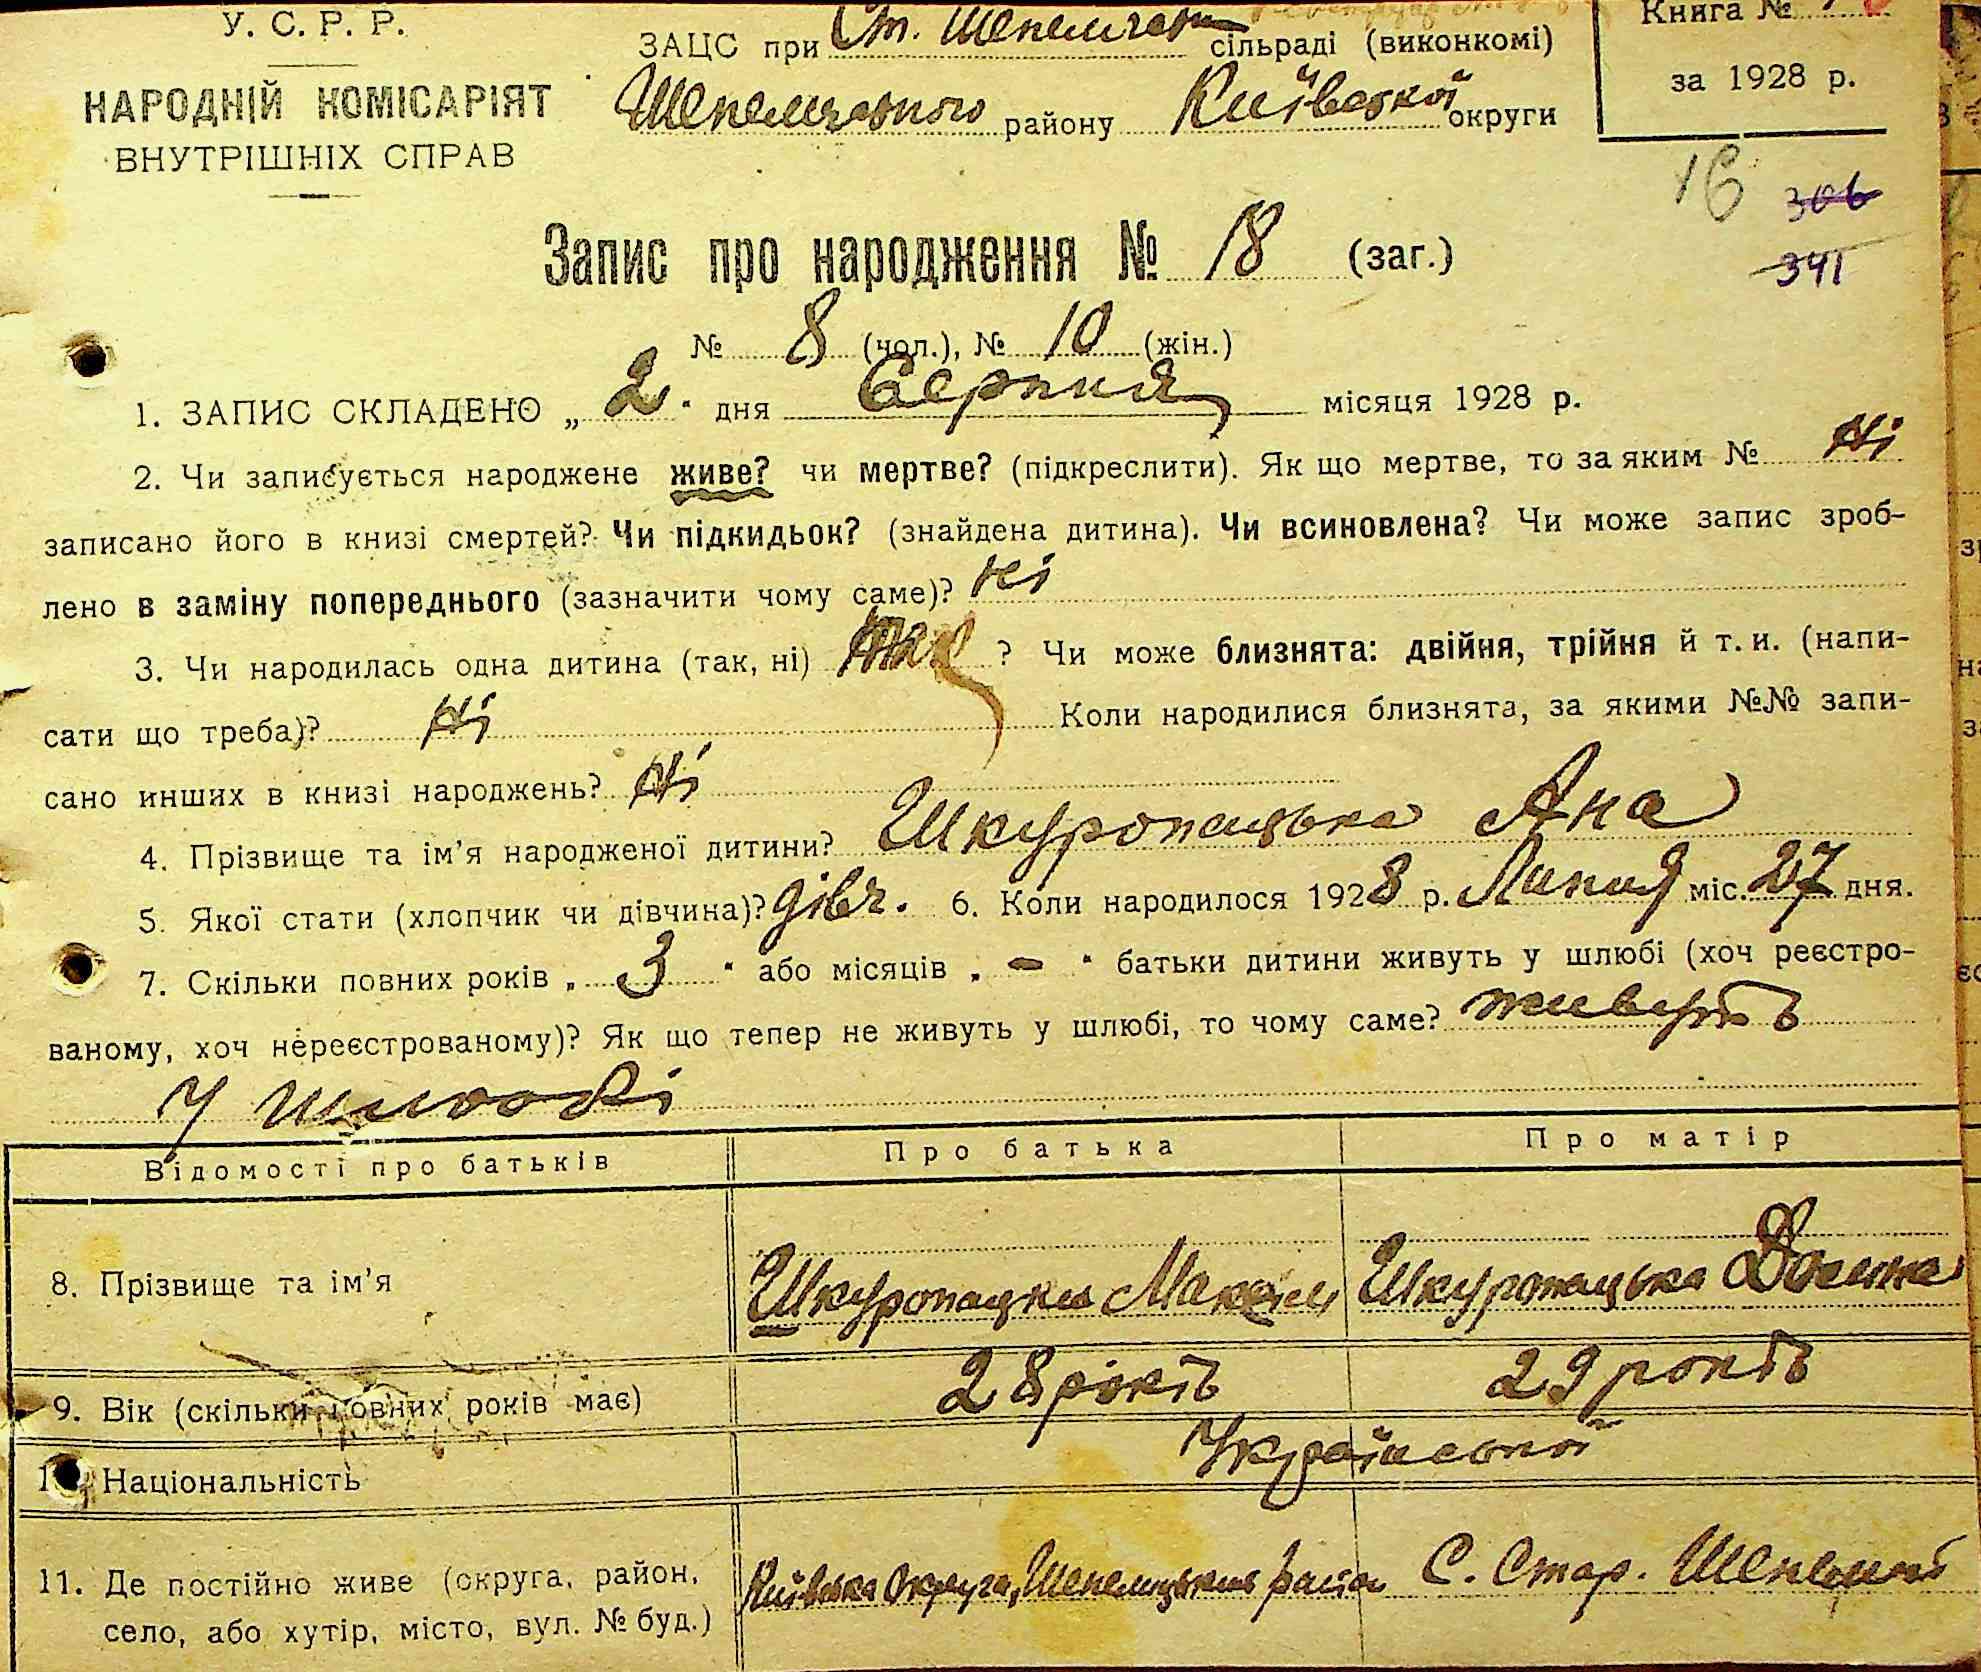 У. С. Р. Р.
НАРОДНІЙ КОМІСАРІЯТ
ВНУТРІШНІХ СПРАВ
ЗАЦС при Ст. Шепелицькій сільраді (виконкомі)
району Київської округи
Книга №
за 1928 р.
16 306
341
Запис про народження № 18 (заг.)
№ 8 (чол.), № 10 (жін.)
1. ЗАПИС СКЛАДЕНО „ 2 " дня Серпня місяця 1928 р.
2. Чи записується народжене живе? чи мертве? (підкреслити). Як що мертве, то за яким № Ні
записано його в книзі смертей? Чи підкидьок? (знайдена дитина). Чи всиновлена? Чи може запис зроб-
лено в заміну попереднього (зазначити чому саме)? Ні
3. Чи народилась одна дитина (так, ні) так ? Чи може близнята: двійня, трійня й т. и. (напи-
сати що треба)? Ні Коли народилися близнята, за якими №№ запи-
сано инших в книзі народжень? Ні
4. Прізвище та ім'я народженої дитини? Шкуропацька Ана
5. Якої стати (хлопчик чи дівчина)? дівч. 6. Коли народилося 1928 р. Липня міс. 27 дня.
7. Скільки повних років „ 3 " або місяців „ - " батьки дитини живуть у шлюбі (хоч реєстро-
ваному, хоч нереєстрованому)? Як що тепер не живуть у шлюбі, то чому саме? живуть
у шлюбі
Відомості про батьків Про батька Про матір
8. Прізвище та ім'я Шкуропацький Максім Шкуропацька
9. Вік (скільки повних років має) 28 років 29 років
10. Національність Української
11. Де постійно живе (округа, район, Київська округа, Шепелицький район С. Стар. Шепеличі
село, або хутір, місто, вул. № буд.)